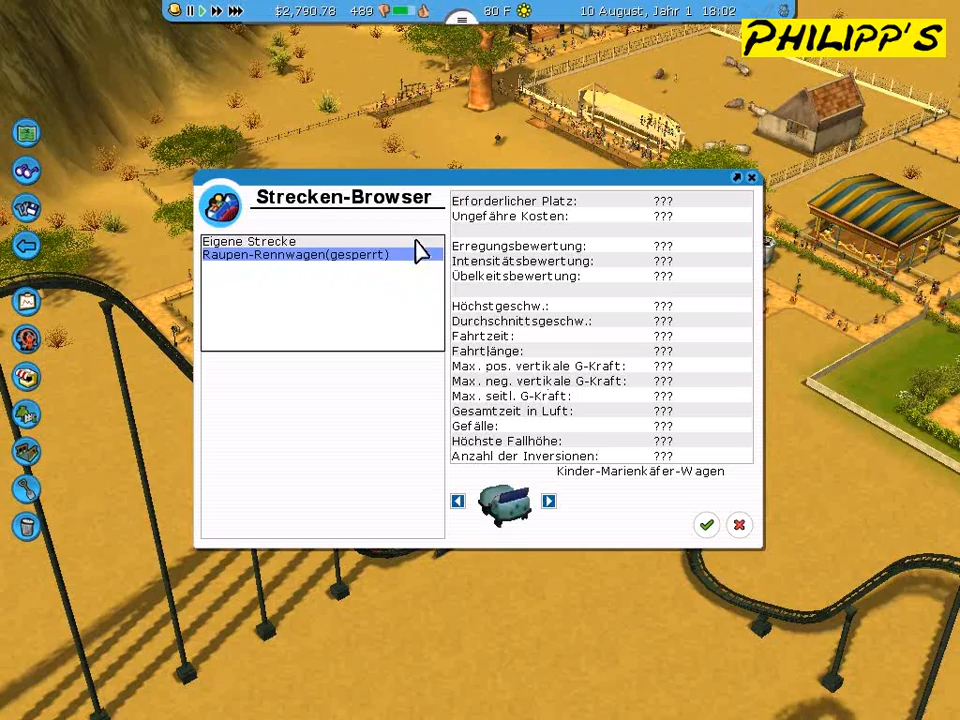 $2,790.78 489 80 F 10 August, Jahr 1 18:02
PHILIPP'S
Strecken-Browser
Eigene Strecke
Raupen-Rennwagen(gesperrt)
Erforderlicher Platz: ???
Ungefähre Kosten: ???
Erregungsbewertung: ???
Intensitätsbewertung: ???
Übelkeitsbewertung: ???
Höchstgeschw.: ???
Durchschnittsgeschw.: ???
Fahrtzeit: ???
Fahrtlänge: ???
Max. pos. vertikale G-Kraft: ???
Max. neg. vertikale G-Kraft: ???
Max. seitl. G-Kraft: ???
Gesamtzeit in Luft: ???
Gefälle: ???
Höchste Fallhöhe: ???
Anzahl der Inversionen: ???
Kinder-Marienkäfer-Wagen